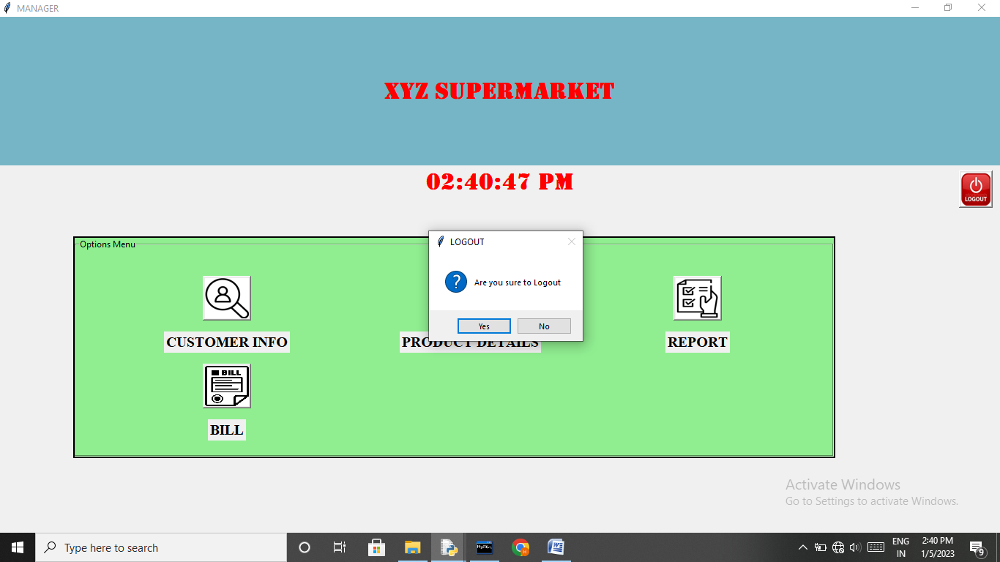 MANAGER
XYZ SUPERMARKET
02:40:47 PM
LOGOUT
Options Menu
LOGOUT
Are you sure to Logout
Yes
No
CUSTOMER INFO
PRODUCT DETAILS
REPORT
BILL
BILL
Activate Windows
Go to Settings to activate Windows.
Type here to search
MySQL
W
ENG
IN
2:40 PM
1/5/2023
9